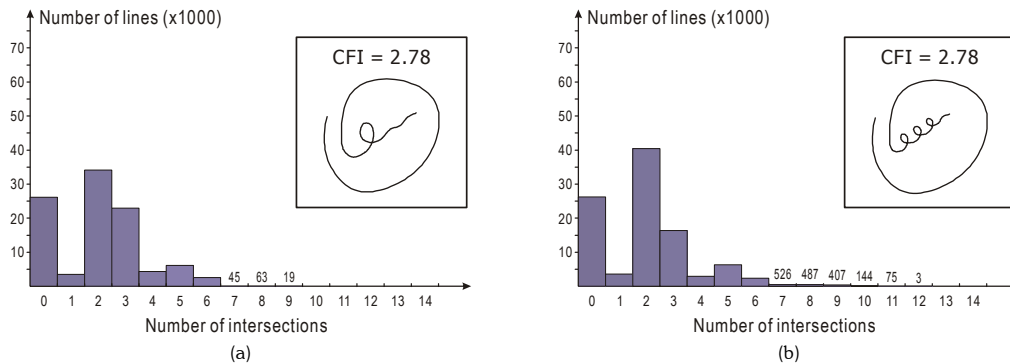 Number of lines (x1000)
70
60
50
40
30
20
10
CFI = 2.78
45 63 19
0 1 2 3 4 5 6 7 8 9 10 11 12 13 14
Number of intersections
(a)
Number of lines (x1000)
70
60
50
40
30
20
10
CFI = 2.78
526 487 407 144 75 3
0 1 2 3 4 5 6 7 8 9 10 11 12 13 14
Number of intersections
(b)